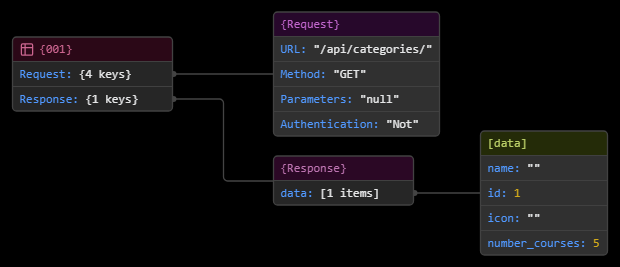 {001}
Request: {4 keys}
Response: {1 keys}
{Request}
URL: "/api/categories/"
Method: "GET"
Parameters: "null"
Authentication: "Not"
{Response}
data: [1 items]
[data]
name: ""
id: 1
icon: ""
number_courses: 5